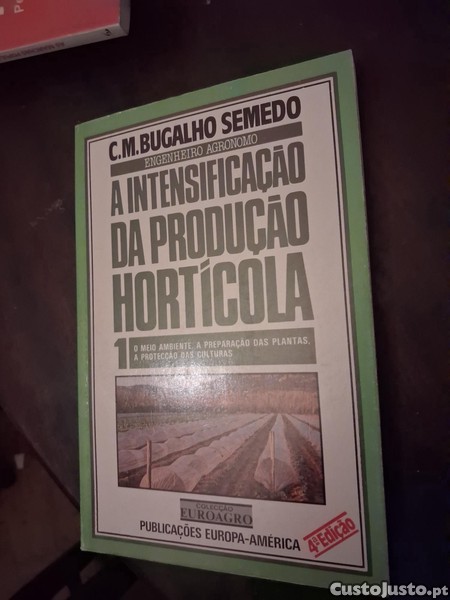 C.M.BUGALHO SEMEDO
ENGENHEIRO AGRÓNOMO
A INTENSIFICAÇÃO
DA PRODUÇÃO
HORTÍCOLA
1 O MEIO AMBIENTE. A PREPARAÇÃO DAS PLANTAS.
A PROTECÇÃO DAS CULTURAS
COLECÇÃO
EUROAGRO
PUBLICAÇÕES EUROPA-AMÉRICA
4ª EDIÇÃO
CustoJusto.pt